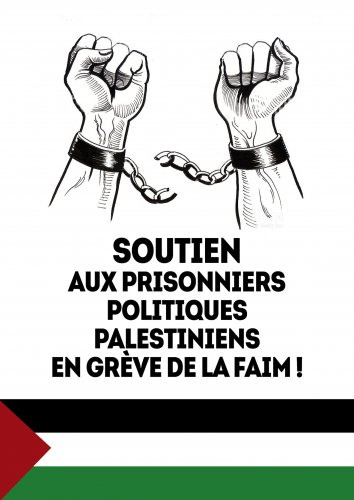 SOUTIEN
AUX PRISONNIERS
POLITIQUES
PALESTINIENS
EN GRÈVE DE LA FAIM !